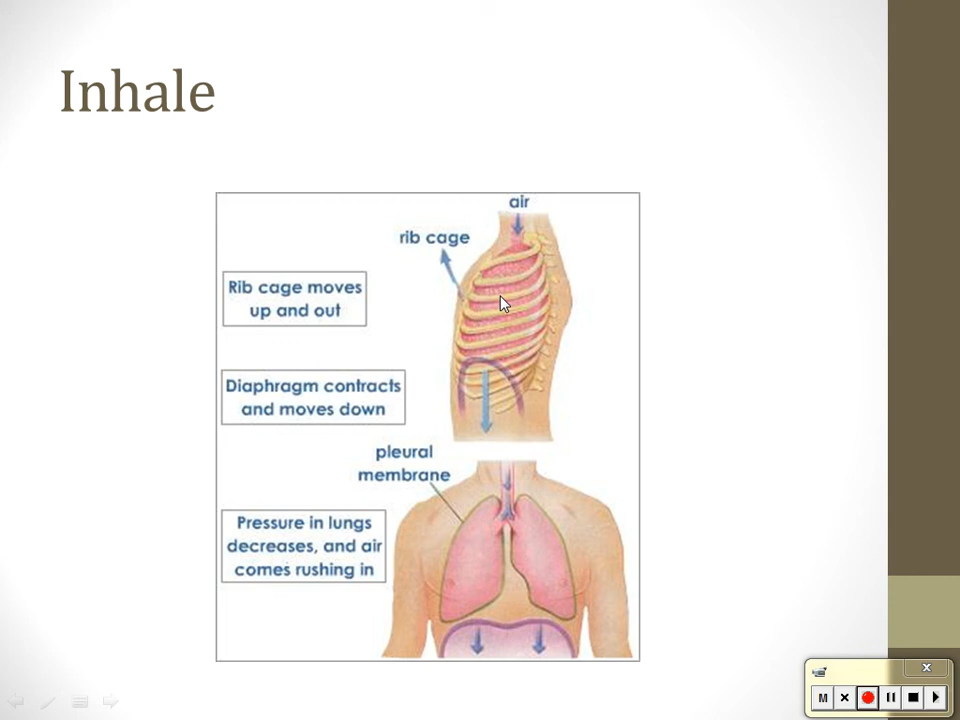 Inhale
air
rib cage
Rib cage moves
up and out
Diaphragm contracts
and moves down
pleural
membrane
Pressure in lungs
decreases, and air
comes rushing in
M